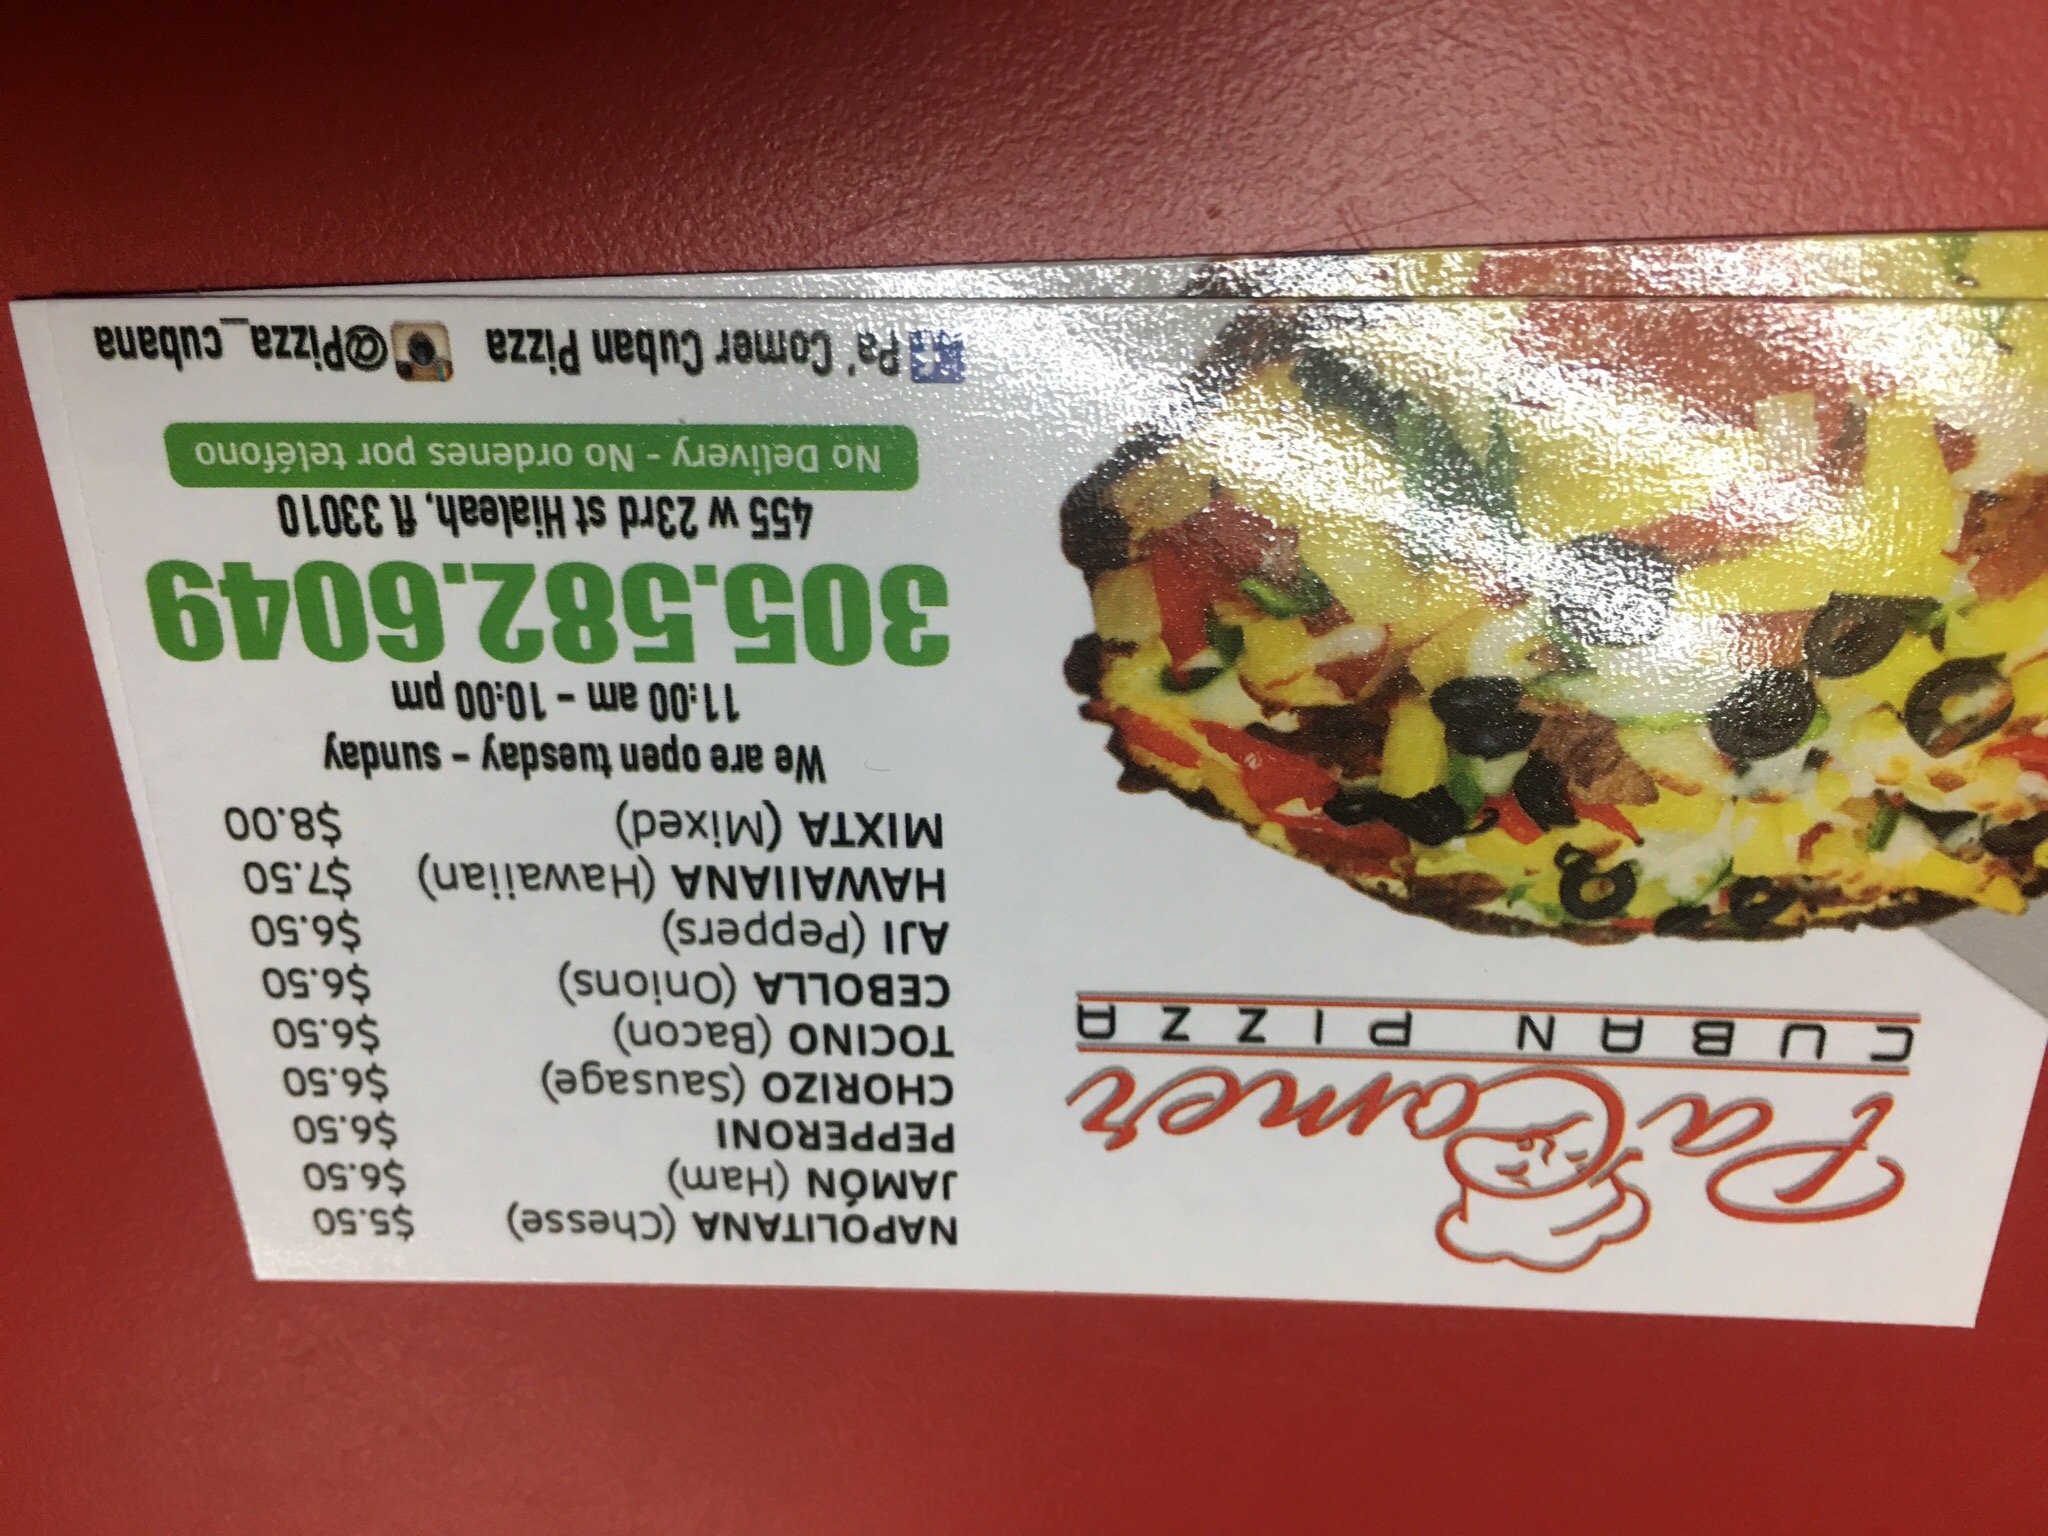 Pa Comer
CUBAN PIZZA
NAPOLITANA (Chesse) $5.50
JAMÓN (Ham) $6.50
PEPPERONI $6.50
CHORIZO (Sausage) $6.50
TOCINO (Bacon) $6.50
CEBOLLA (Onions) $6.50
AJI (Peppers) $6.50
HAWAIIANA (Hawaiian) $7.50
MIXTA (Mixed) $8.00
We are open tuesday - sunday
11:00 am - 10:00 pm
305.582.6049
455 w 23rd st Hialeah, fl 33010
No Delivery - No ordenes por teléfono
Pa' Comer Cuban Pizza @Pizza_cubana